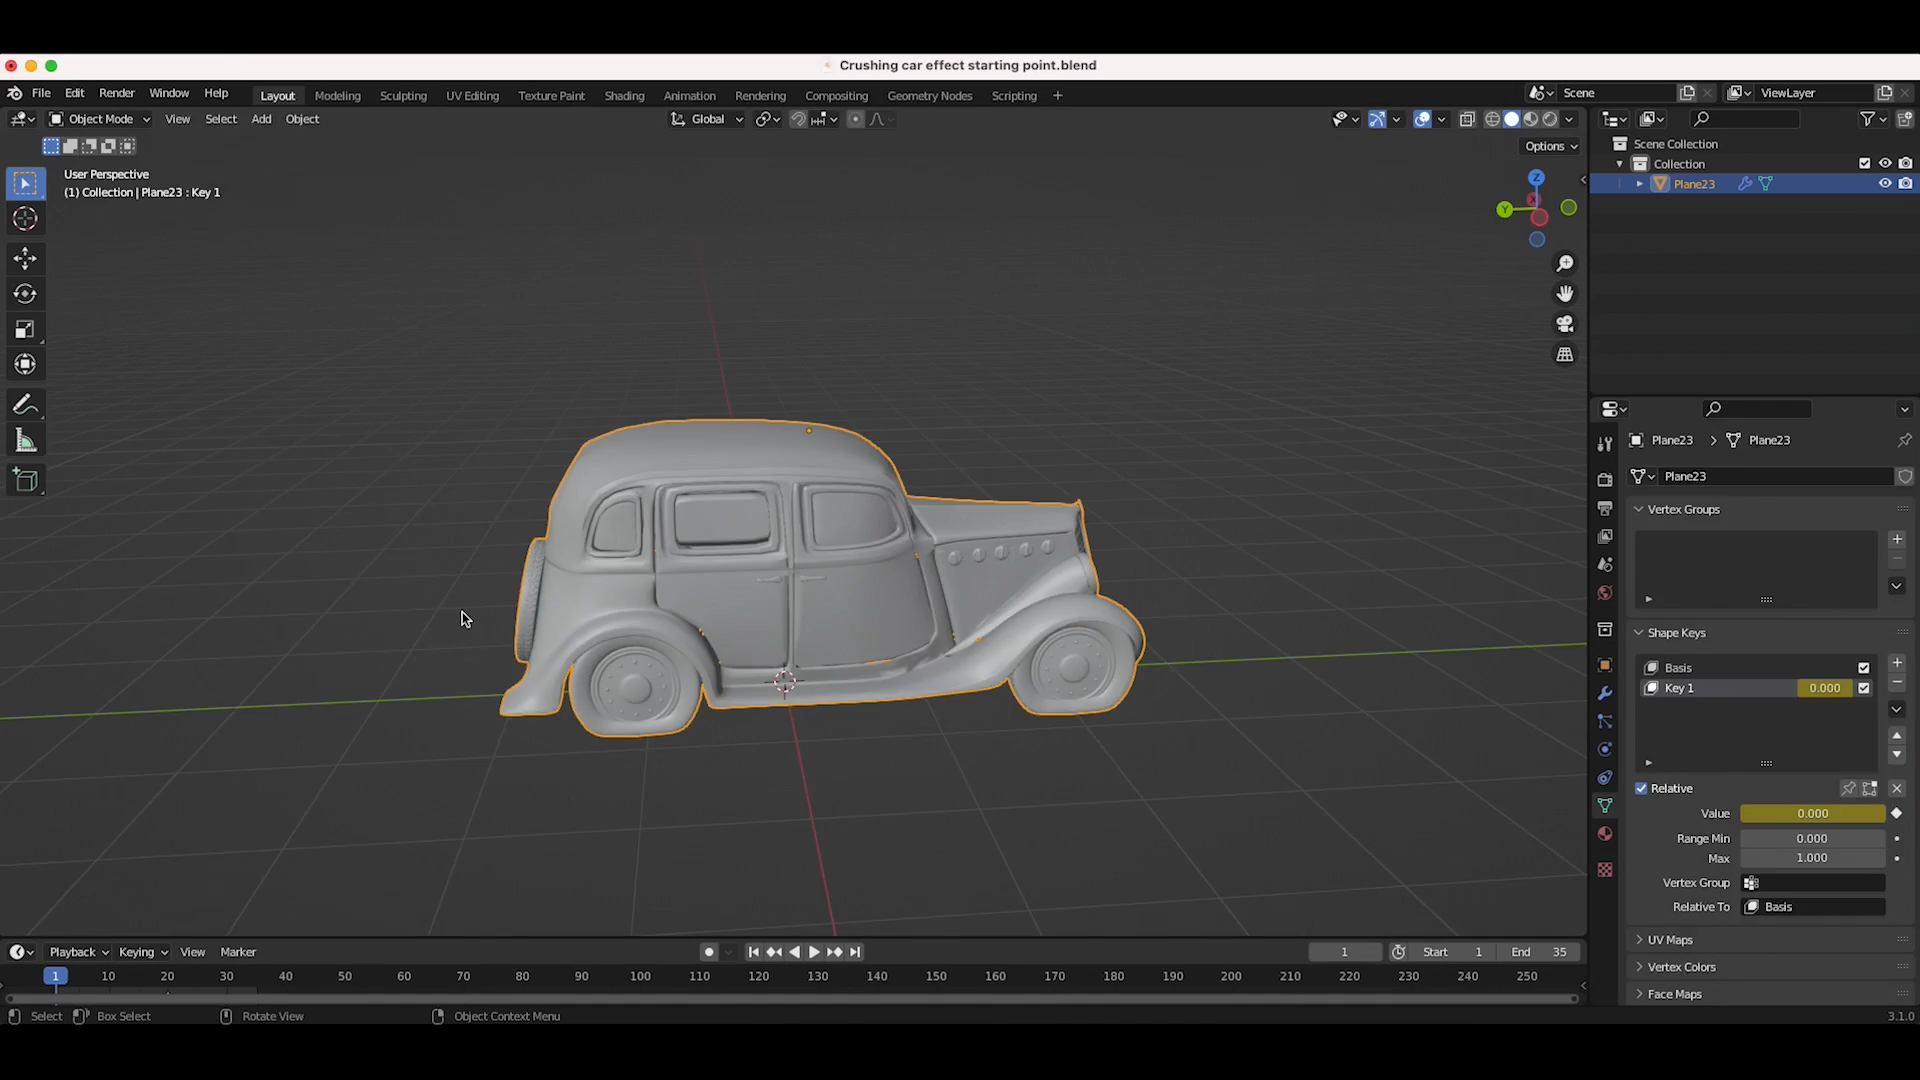 Crushing car effect starting point.blend
File Edit Render Window Help Layout Modeling Sculpting UV Editing Texture Paint Shading Animation Rendering Compositing Geometry Nodes Scripting + Scene ViewLayer
Object Mode View Select Add Object Global
Options
User Perspective
(1) Collection | Plane23 : Key 1
Z
X
Y
Scene Collection
Collection
Plane23
Plane23 > Plane23
Plane23
Vertex Groups
Shape Keys
Basis
Key 1 0.000
Relative
Value 0.000
Range Min 0.000
Max 1.000
Vertex Group
Relative To Basis
UV Maps
Vertex Colors
Face Maps
Playback Keying View Marker 1 Start 1 End 35
1 10 20 30 40 50 60 70 80 90 100 110 120 130 140 150 160 170 180 190 200 210 220 230 240 250
Select Box Select Rotate View Object Context Menu 3.1.0